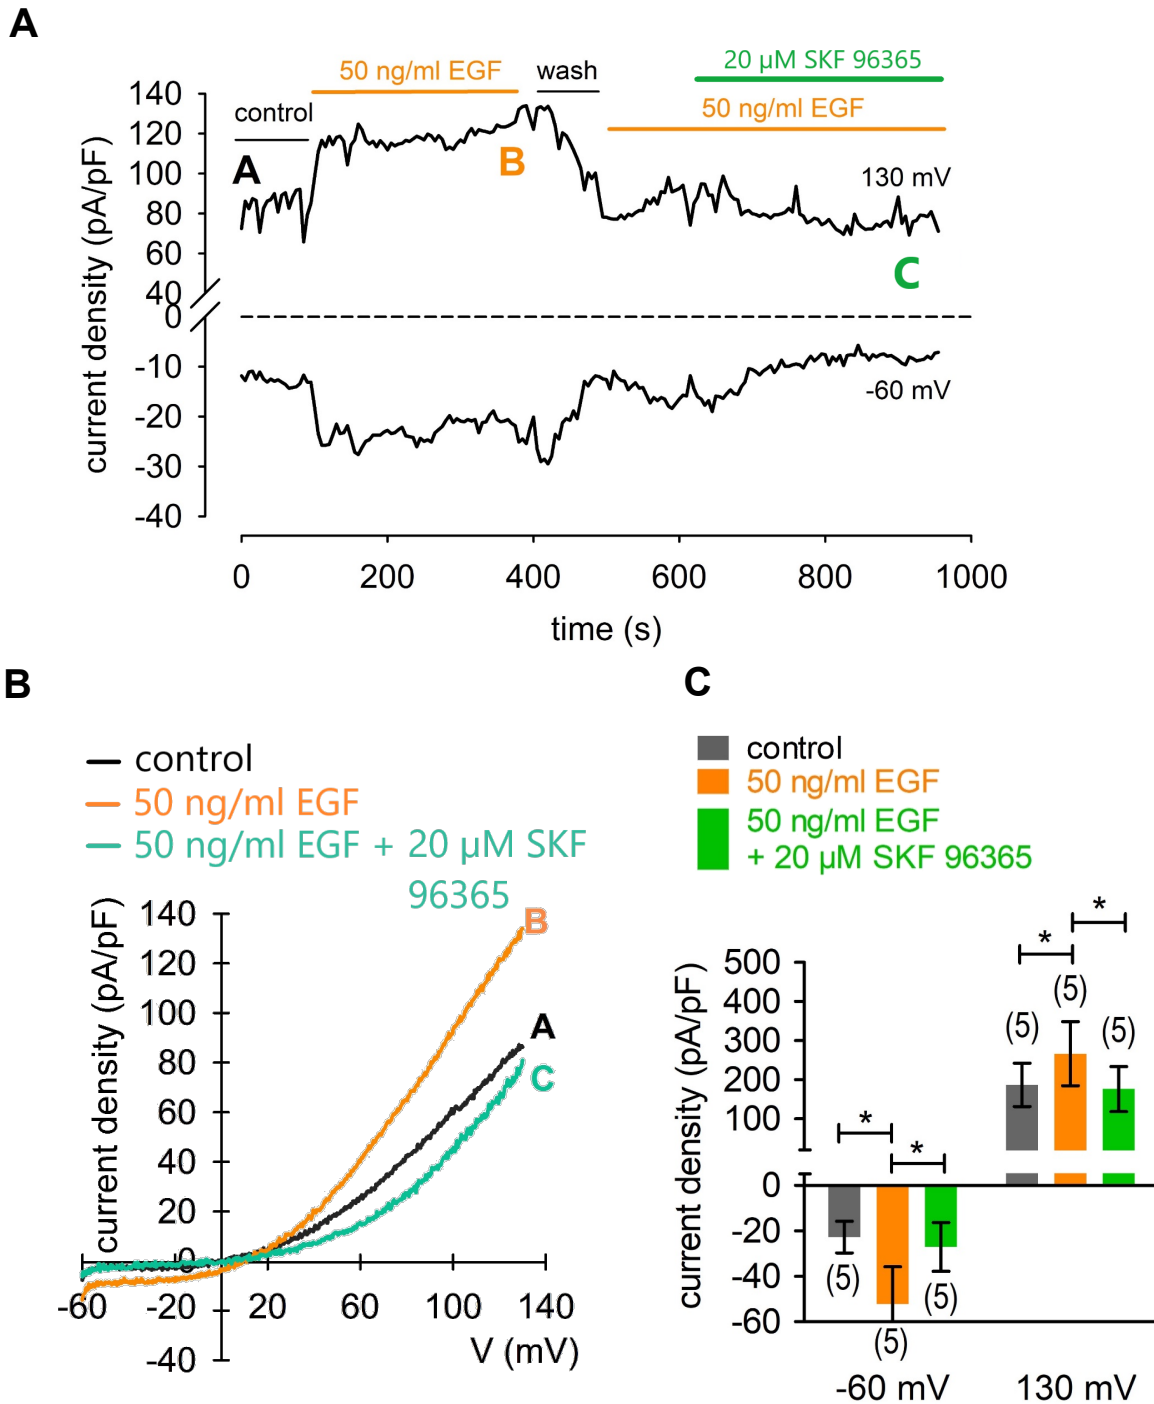 A
20 µM SKF 96365
50 ng/ml EGF
wash
50 ng/ml EGF
control
A
B
C
130 mV
-60 mV
current density (pA/pF)
140
120
100
80
60
40
0
current density (pA/pF)
-10
-20
-30
-40
0 200 400 600 800 1000
time (s)
B
control
50 ng/ml EGF
50 ng/ml EGF + 20 µM SKF
96365
current density (pA/pF)
140
120
100
80
60
40
20
0
-20
-40
-60 20 60 100 140
V (mV)
B
A
C
C
control
50 ng/ml EGF
50 ng/ml EGF
+ 20 µM SKF 96365
current density (pA/pF)
500
400
300
200
100
0
-20
-40
-60
* *
(5) (5) (5)
* *
(5) (5) (5)
-60 mV 130 mV